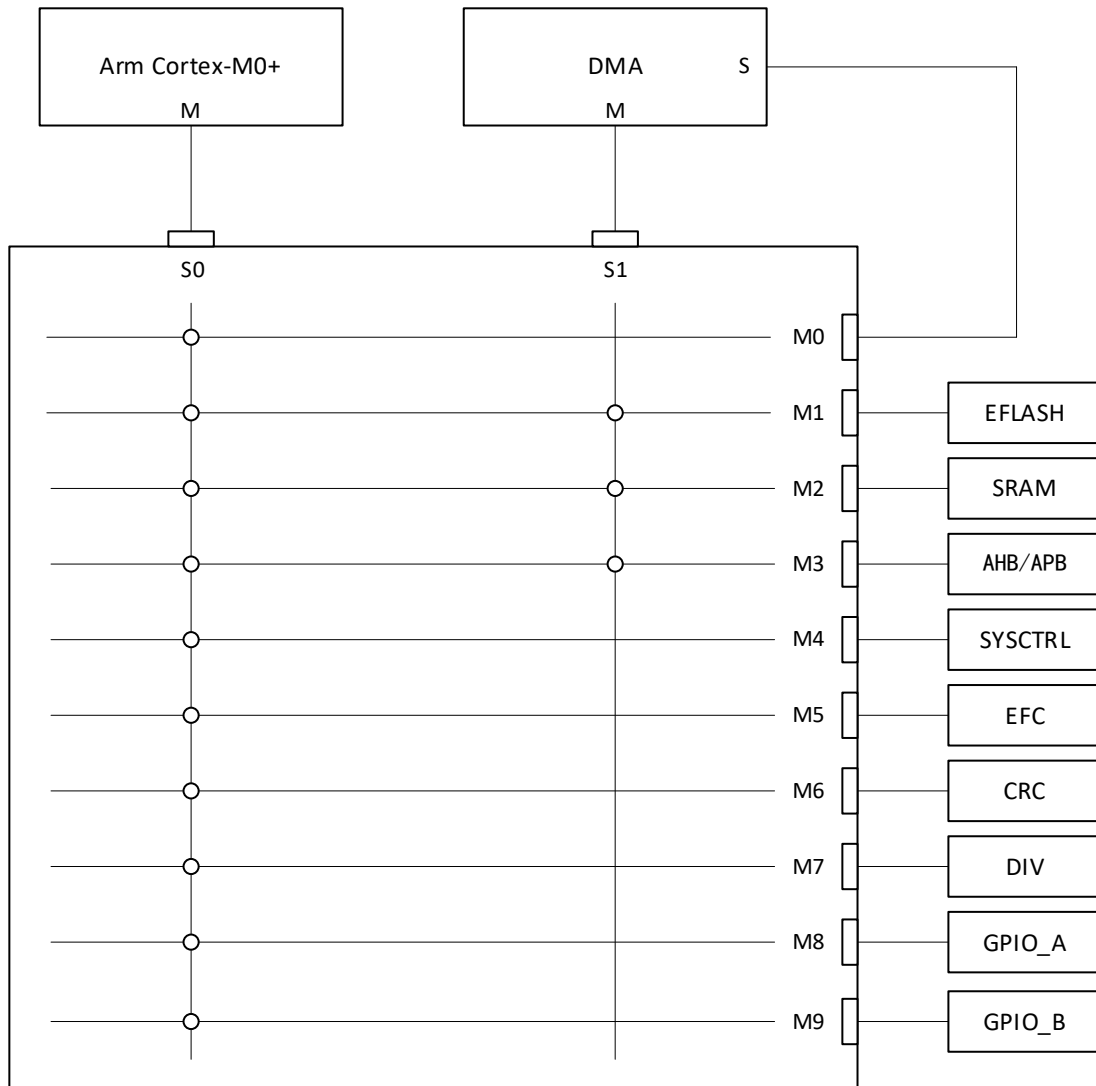 Arm Cortex-M0+
M
DMA
S
M
S0
S1
M0
M1
EFLASH
M2
SRAM
M3
AHB/APB
M4
SYSCTRL
M5
EFC
M6
CRC
M7
DIV
M8
GPIO_A
M9
GPIO_B